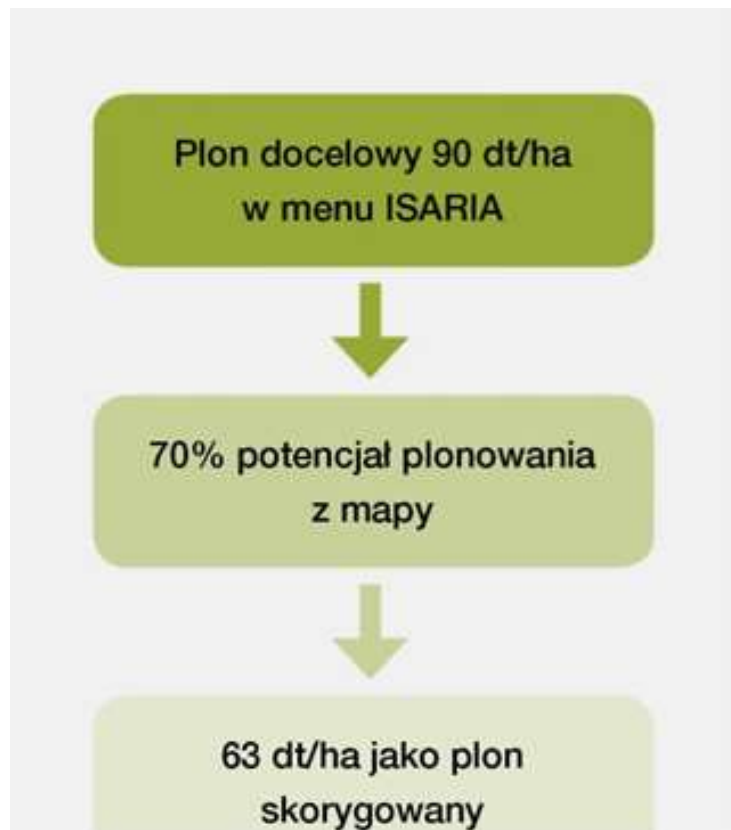 Plon docelowy 90 dt/ha
w menu ISARIA
70% potencjał plonowania
z mapy
63 dt/ha jako plon
skorygowany